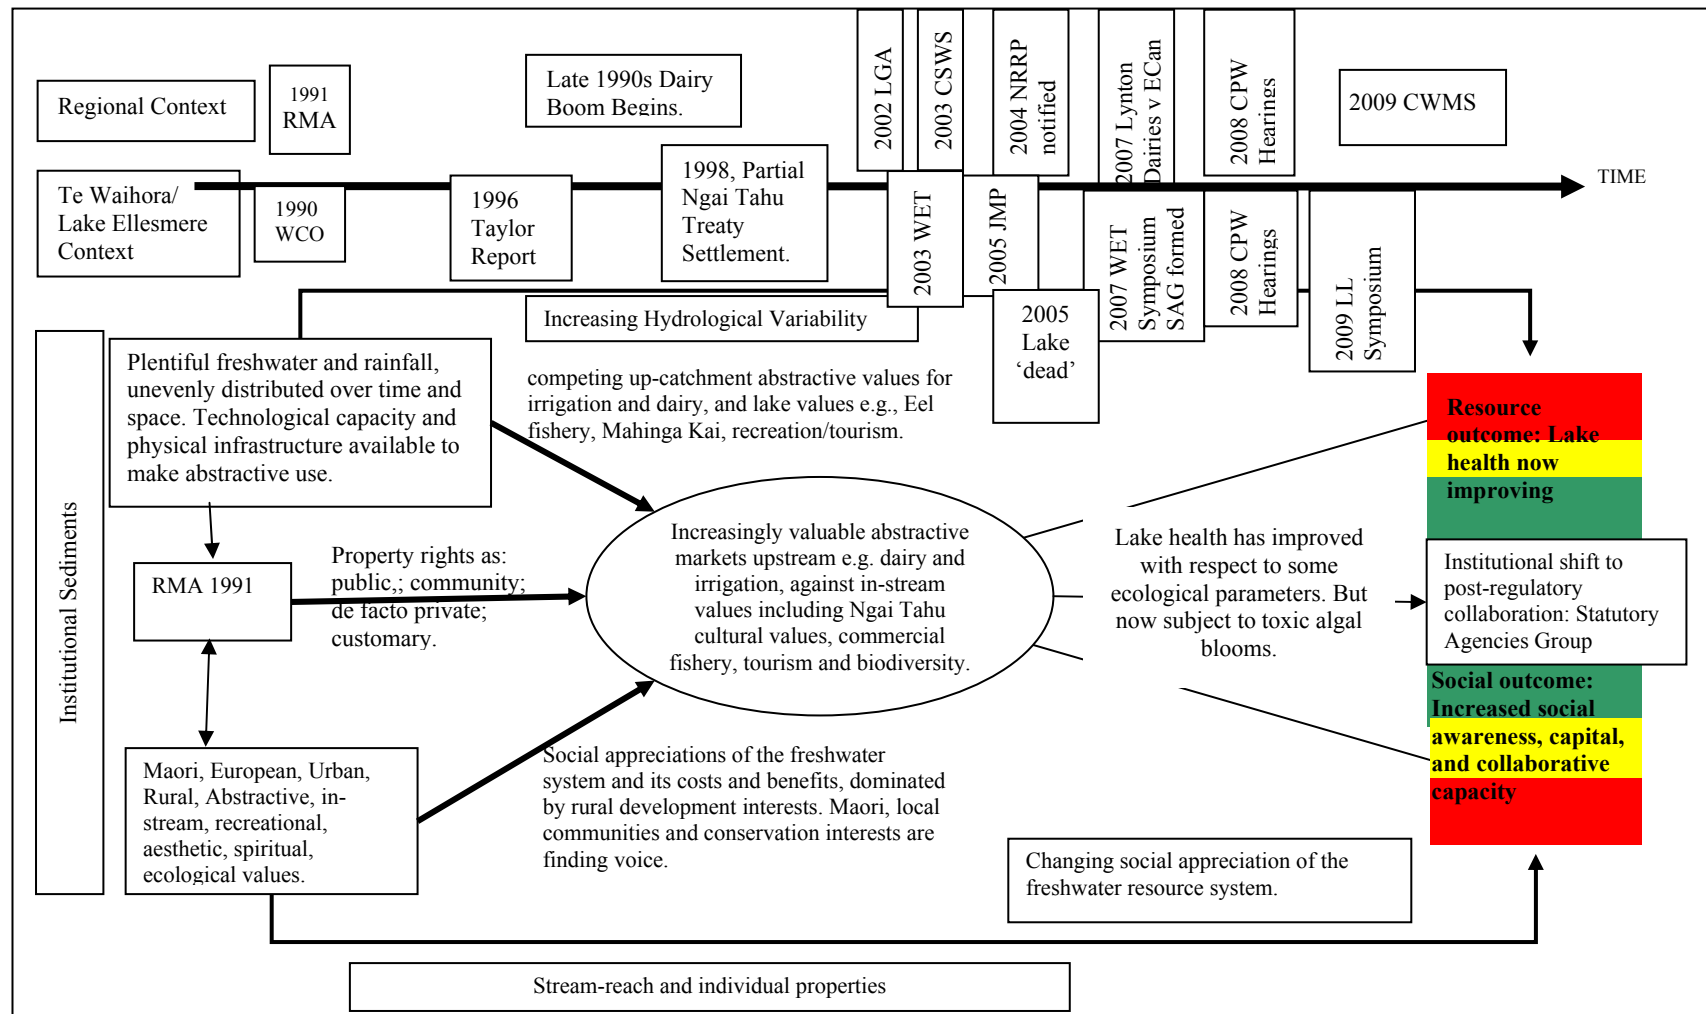 Regional Context
1991
RMA
Late 1990s Dairy
Boom Begins.
2002 LGA
2003 CSWS
2004 NRRP
notified
2007 Lynton
Dairies v ECan
2008 CPW
Hearings
2009 CWMS
TIME
Te Waihora/
Lake Ellesmere
Context
1990
WCO
1996
Taylor
Report
1998, Partial
Ngai Tahu
Treaty
Settlement.
2003 WET
2005 JMP
2005
Lake
‘dead’
2007 WET
Symposium
SAG formed
2008 CPW
Hearings
2009 LL
Symposium
Increasing Hydrological Variability
Institutional Sediments
Plentiful freshwater and rainfall,
unevenly distributed over time and
space. Technological capacity and
physical infrastructure available to
make abstractive use.
competing up-catchment abstractive values for
irrigation and dairy, and lake values e.g., Eel
fishery, Mahinga Kai, recreation/tourism.
RMA 1991
Property rights as:
public,; community;
de facto private;
customary.
Increasingly valuable abstractive
markets upstream e.g. dairy and
irrigation, against in-stream
values including Ngai Tahu
cultural values, commercial
fishery, tourism and biodiversity.
Lake health has improved
with respect to some
ecological parameters. But
now subject to toxic algal
blooms.
Resource
outcome: Lake
health now
improving
Institutional shift to
post-regulatory
collaboration: Statutory
Agencies Group
Social outcome:
Increased social
awareness, capital,
and collaborative
capacity
Maori, European, Urban,
Rural, Abstractive, in-
stream, recreational,
aesthetic, spiritual,
ecological values.
Social appreciations of the freshwater
system and its costs and benefits, dominated
by rural development interests. Maori, local
communities and conservation interests are
finding voice.
Changing social appreciation of the
freshwater resource system.
Stream-reach and individual properties